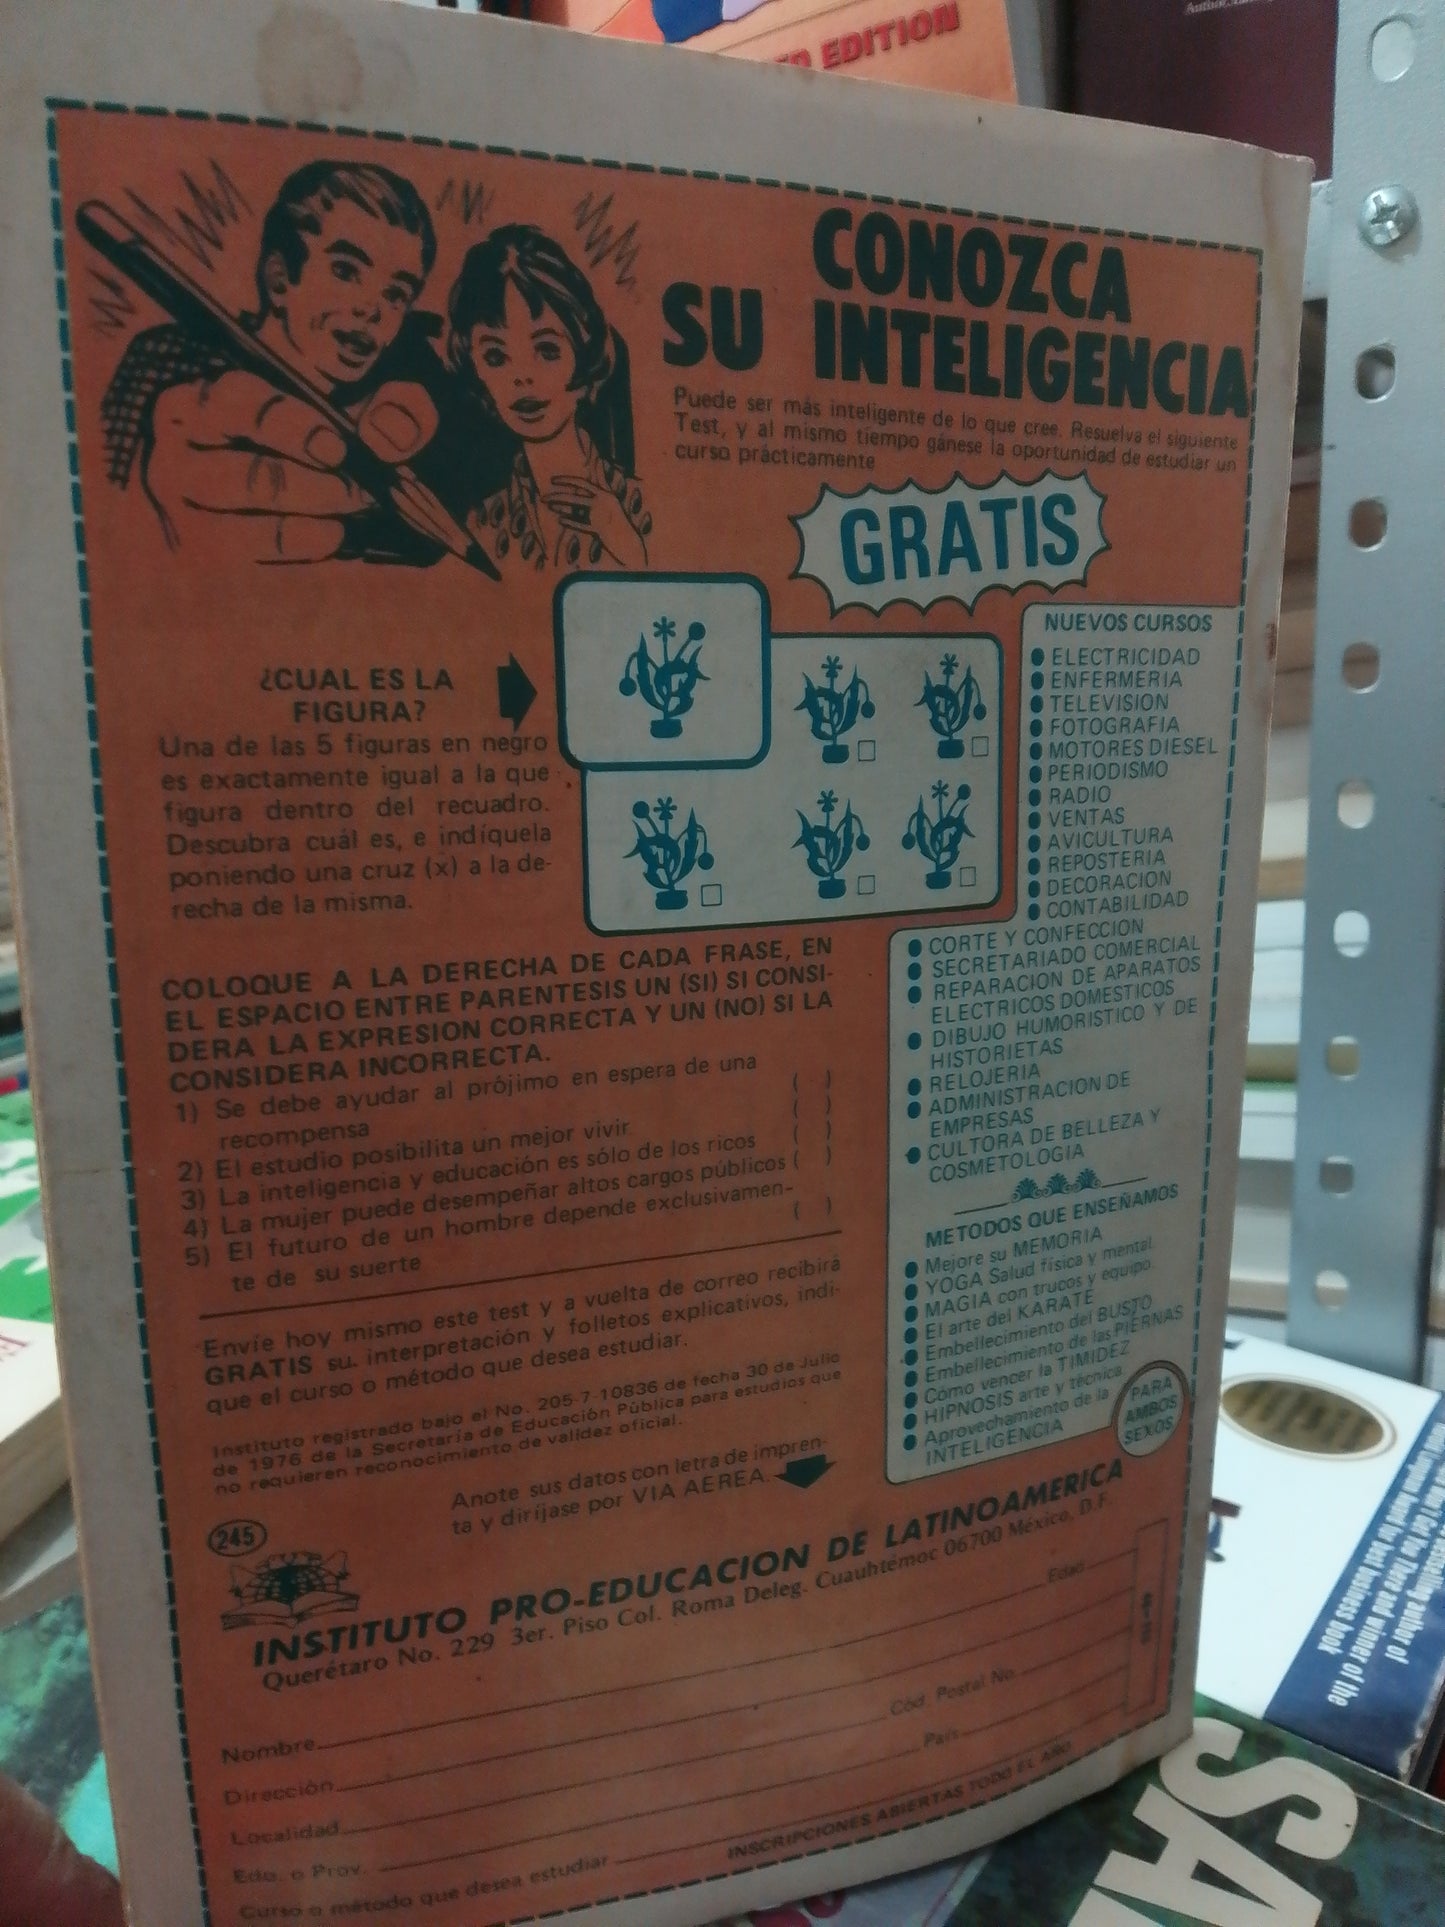 Author,
ED EDITION
CONOZCA
SU INTELIGENCIA
Puede ser más inteligente de lo que cree. Resuelva el siguiente
Test, y al mismo tiempo gánese la oportunidad de estudiar un
curso prácticamente
GRATIS
¿CUAL ES LA
FIGURA?
Una de las 5 figuras en negro
es exactamente igual a la que
figura dentro del recuadro.
Descubra cuál es, e indíquela
poniendo una cruz (x) a la de-
recha de la misma.
NUEVOS CURSOS
ELECTRICIDAD
ENFERMERIA
TELEVISION
FOTOGRAFIA
MOTORES DIESEL
PERIODISMO
RADIO
VENTAS
AVICULTURA
REPOSTERIA
DECORACION
CONTABILIDAD
CORTE Y CONFECCION
SECRETARIADO COMERCIAL
REPARACION DE APARATOS
ELECTRICOS DOMESTICOS
DIBUJO HUMORISTICO Y DE
HISTORIETAS
RELOJERIA
ADMINISTRACION DE
EMPRESAS
CULTORA DE BELLEZA Y
COSMETOLOGIA
METODOS QUE ENSEÑAMOS
Mejore su MEMORIA
YOGA Salud física y mental.
MAGIA con trucos y equipo.
El arte del KARATE
Embellecimiento del BUSTO
Embellecimiento de las PIERNAS
Cómo vencer la TIMIDEZ
HIPNOSIS arte y técnica
Aprovechamiento de la
INTELIGENCIA
PARA
AMBOS
SEXOS
COLOQUE A LA DERECHA DE CADA FRASE, EN
EL ESPACIO ENTRE PARENTESIS UN (SI) SI CONSI-
DERA LA EXPRESION CORRECTA Y UN (NO) SI LA
CONSIDERA INCORRECTA.
1) Se debe ayudar al prójimo en espera de una
recompensa ( )
2) El estudio posibilita un mejor vivir ( )
3) La inteligencia y educación es sólo de los ricos ( )
4) La mujer puede desempeñar altos cargos públicos ( )
5) El futuro de un hombre depende exclusivamen-
te de su suerte ( )
Envíe hoy mismo este test y a vuelta de correo recibirá
GRATIS su interpretación y folletos explicativos, indi-
que el curso o método que desea estudiar.
Instituto registrado bajo el No. 205-7-10836 de fecha 30 de Julio
de 1976 de la Secretaría de Educación Pública para estudios que
no requieren reconocimiento de validez oficial.
Anote sus datos con letra de impren-
ta y diríjase por VIA AEREA.
245
INSTITUTO PRO-EDUCACION DE LATINOAMERICA
Querétaro No. 229 3er. Piso Col. Roma Deleg. Cuauhtémoc 06700 México, D.F.
Nombre Edad
Dirección Cód. Postal No.
Localidad País
Edo. o Prov.
Curso o método que desea estudiar
INSCRIPCIONES ABIERTAS TODO EL AÑO
author of
and winner of the
for best business book
SA